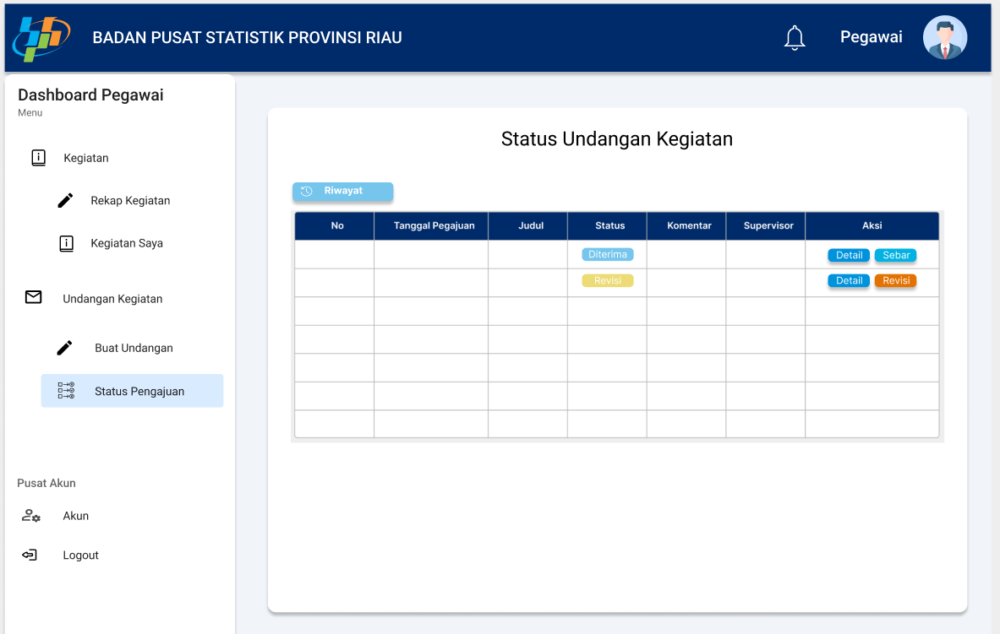 BADAN PUSAT STATISTIK PROVINSI RIAU
Pegawai
Dashboard Pegawai
Menu
Kegiatan
Rekap Kegiatan
Kegiatan Saya
Undangan Kegiatan
Buat Undangan
Status Pengajuan
Pusat Akun
Akun
Logout
Status Undangan Kegiatan
Riwayat
No Tanggal Pegajuan Judul Status Komentar Supervisor Aksi
Diterima Detail Sebar
Revisi Detail Revisi